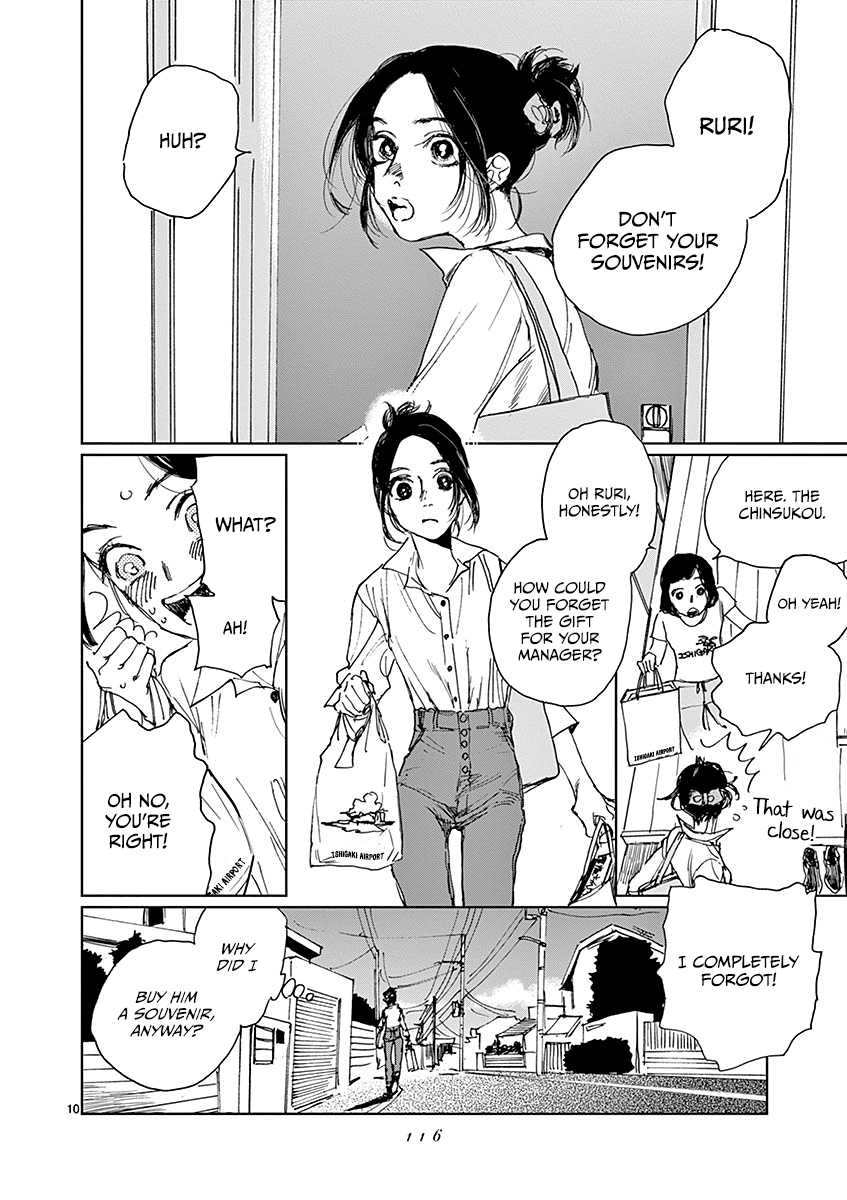 RURI!
DON'T
FORGET YOUR
SOUVENIRS!
HUH?
HERE. THE
CHINSUKOU.
OH YEAH!
THANKS!
ISHIGAKI AIRPORT
That was
close!
I COMPLETELY
FORGOT!
OH RURI,
HONESTLY!
HOW COULD
YOU FORGET
THE GIFT
FOR YOUR
MANAGER?
ISHIGAKI AIRPORT
WHAT?
AH!
OH NO,
YOU'RE
RIGHT!
ISHIGAKI AIRPORT
WHY
DID I
BUY HIM
A SOUVENIR,
ANYWAY?
10
116